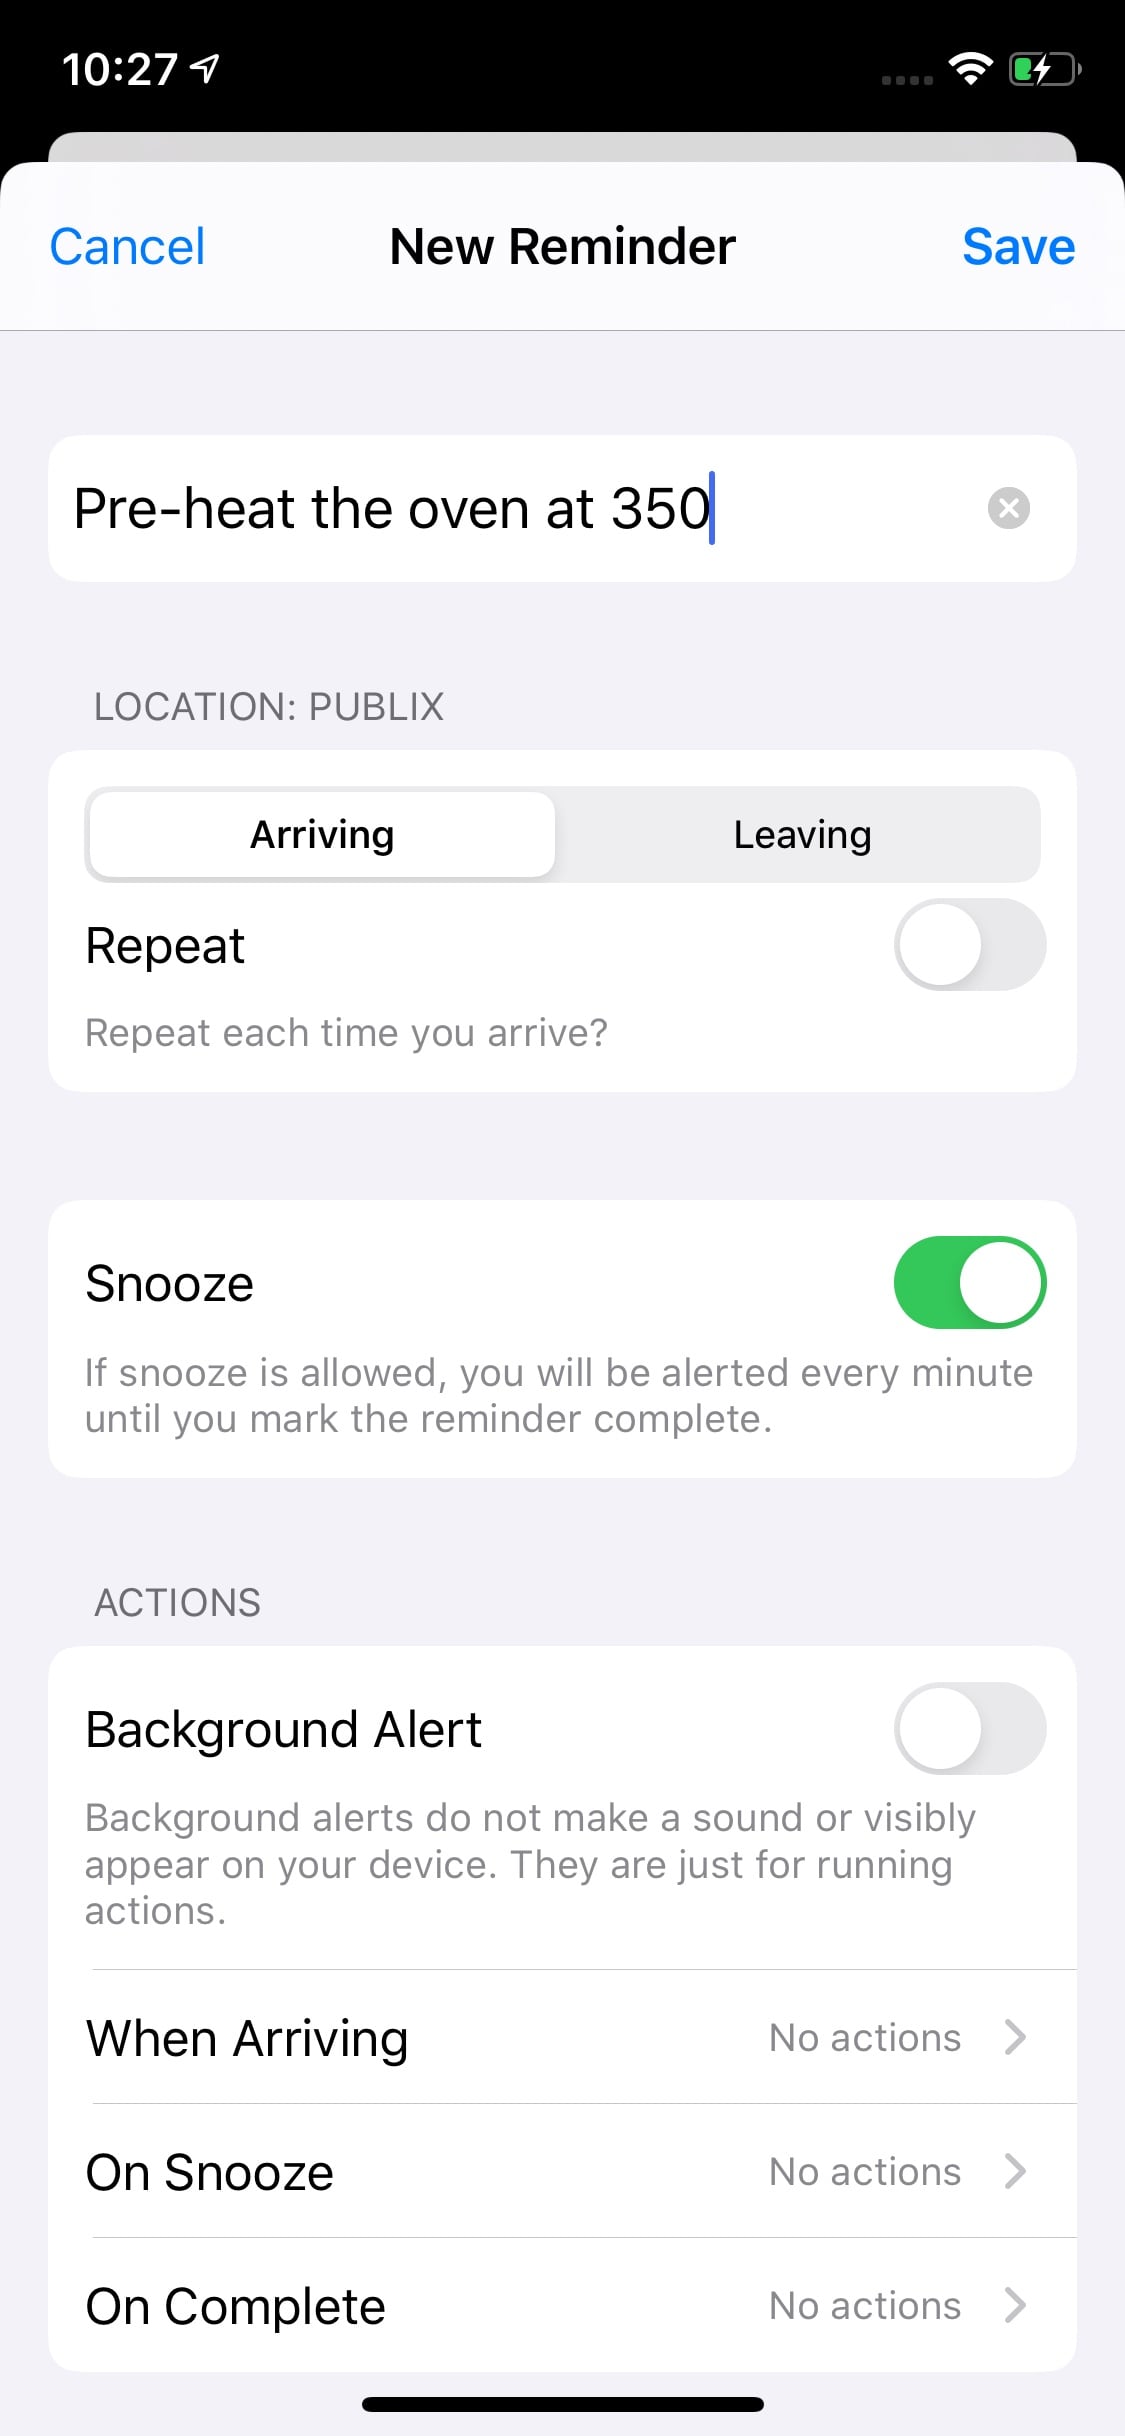 10:27
Cancel New Reminder Save
Pre-heat the oven at 350
LOCATION: PUBLIX
Arriving Leaving
Repeat
Repeat each time you arrive?
Snooze
If snooze is allowed, you will be alerted every minute
until you mark the reminder complete.
ACTIONS
Background Alert
Background alerts do not make a sound or visibly
appear on your device. They are just for running
actions.
When Arriving No actions
On Snooze No actions
On Complete No actions